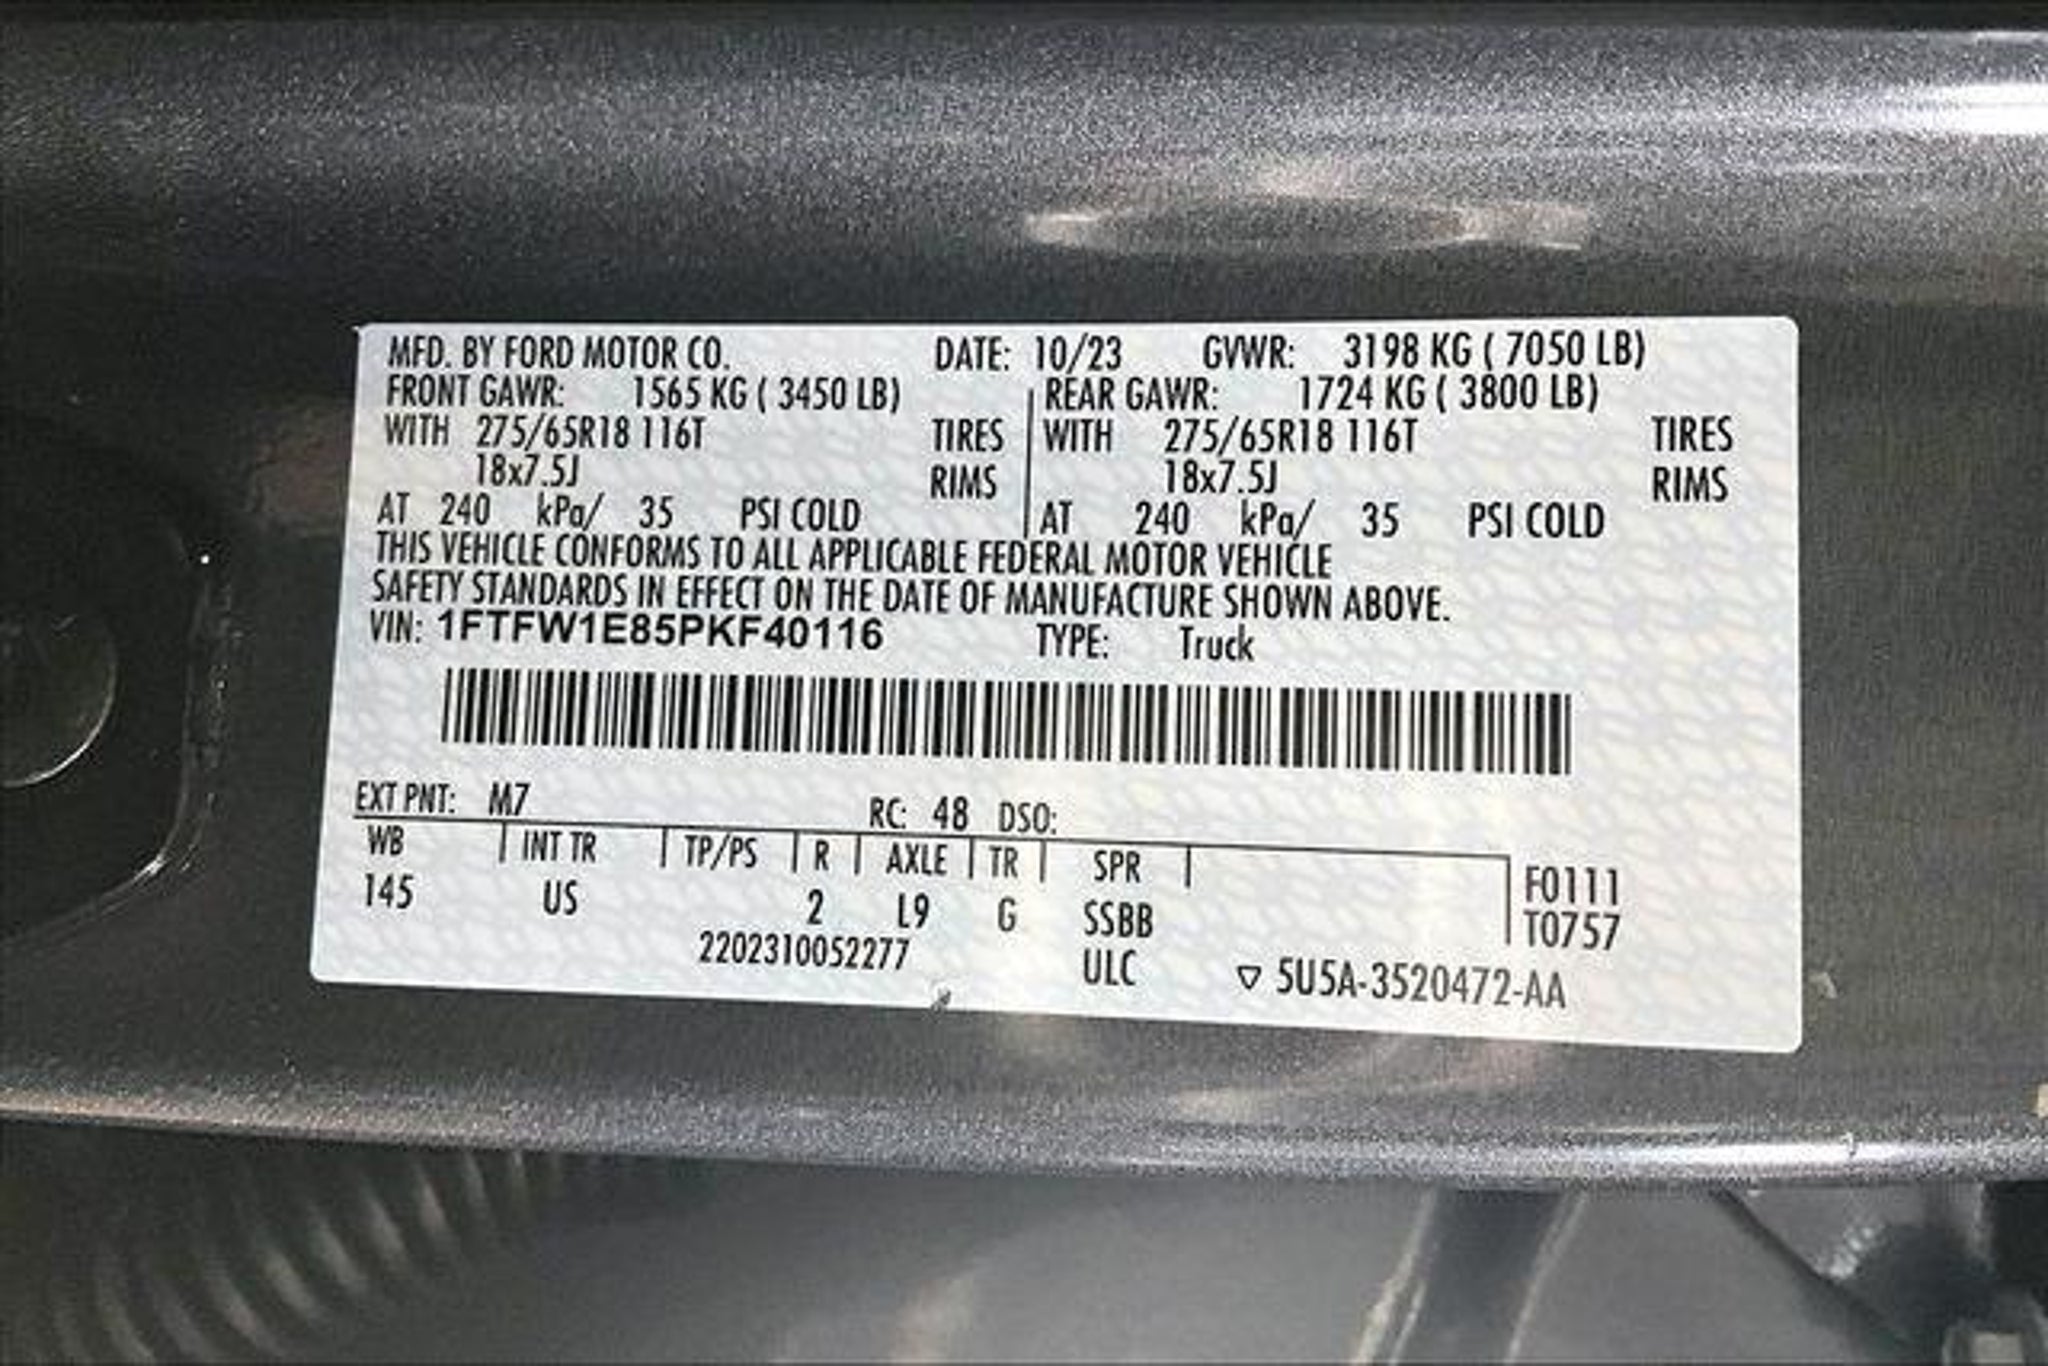 MFD. BY FORD MOTOR CO. DATE: 10/23 GVWR: 3198 KG ( 7050 LB)
FRONT GAWR: 1565 KG ( 3450 LB) REAR GAWR: 1724 KG ( 3800 LB)
WITH 275/65R18 116T TIRES WITH 275/65R18 116T TIRES
18x7.5J RIMS 18x7.5J RIMS
AT 240 kPa/ 35 PSI COLD AT 240 kPa/ 35 PSI COLD
THIS VEHICLE CONFORMS TO ALL APPLICABLE FEDERAL MOTOR VEHICLE
SAFETY STANDARDS IN EFFECT ON THE DATE OF MANUFACTURE SHOWN ABOVE.
VIN: 1FTFW1E85PKF40116 TYPE: Truck
EXT PNT: M7 RC: 48 DSO:
WB INT TR TP/PS R AXLE TR SPR F0111
145 US 2 L9 G SSBB T0757
2202310052277 ULC ▽ 5U5A-3520472-AA